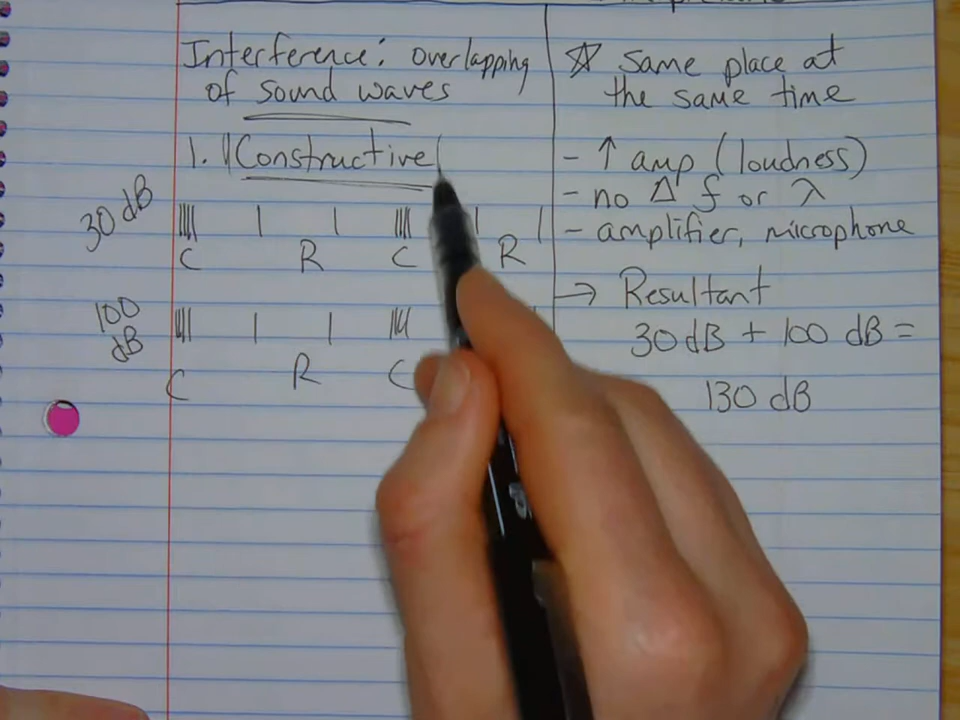 Interference: overlapping
of sound waves
1. Constructive
30 dB
C R C R
100
dB
C R C
☆ Same place at
the same time
- ↑ amp (loudness)
- no Δ f or λ
- amplifier, microphone
→ Resultant
30 dB + 100 dB =
130 dB